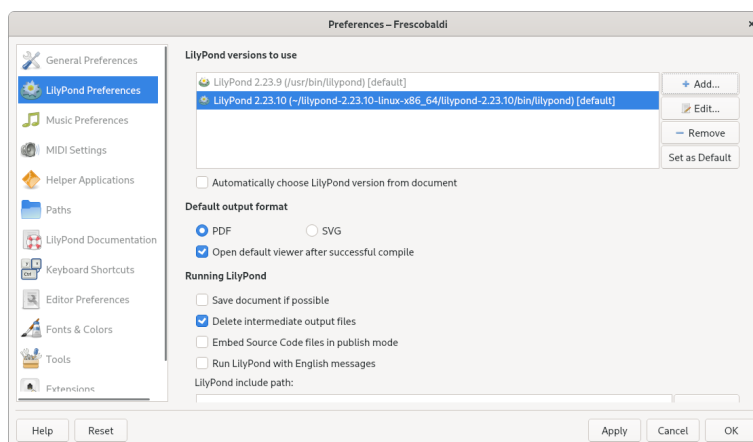 Preferences – Frescobaldi
General Preferences
LilyPond Preferences
Music Preferences
MIDI Settings
Helper Applications
Paths
LilyPond Documentation
Keyboard Shortcuts
Editor Preferences
Fonts & Colors
Tools
Extensions
LilyPond versions to use
LilyPond 2.23.9 (/usr/bin/lilypond) [default]
LilyPond 2.23.10 (~/lilypond-2.23.10-linux-x86_64/lilypond-2.23.10/bin/lilypond) [default]
Add...
Edit...
Remove
Set as Default
Automatically choose LilyPond version from document
Default output format
PDF SVG
Open default viewer after successful compile
Running LilyPond
Save document if possible
Delete intermediate output files
Embed Source Code files in publish mode
Run LilyPond with English messages
LilyPond include path:
Help Reset Apply Cancel OK